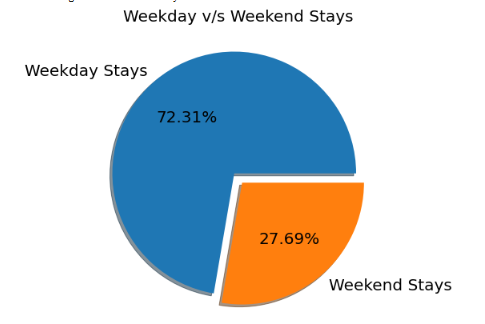 Weekday v/s Weekend Stays
Weekday Stays
72.31%
27.69%
Weekend Stays